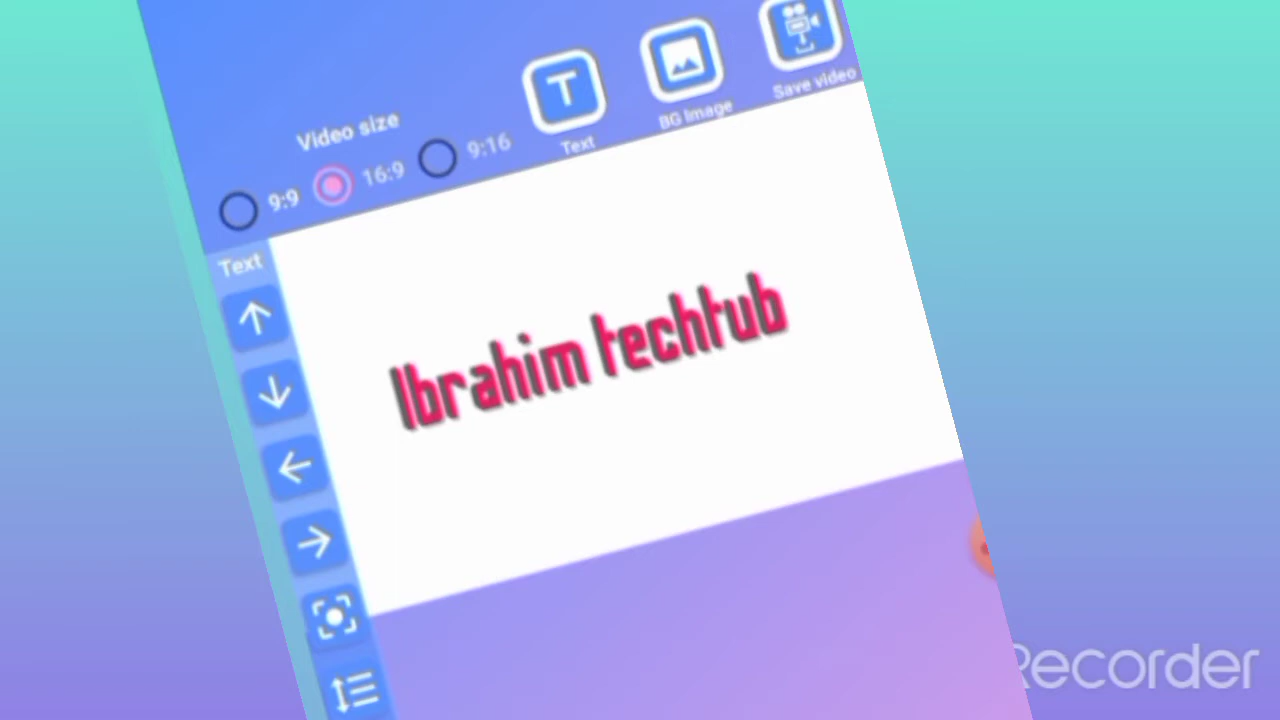 Save video
BG Image
Text
Video size
9:9 16:9 9:16
Text
Ibrahim techtub
Recorder